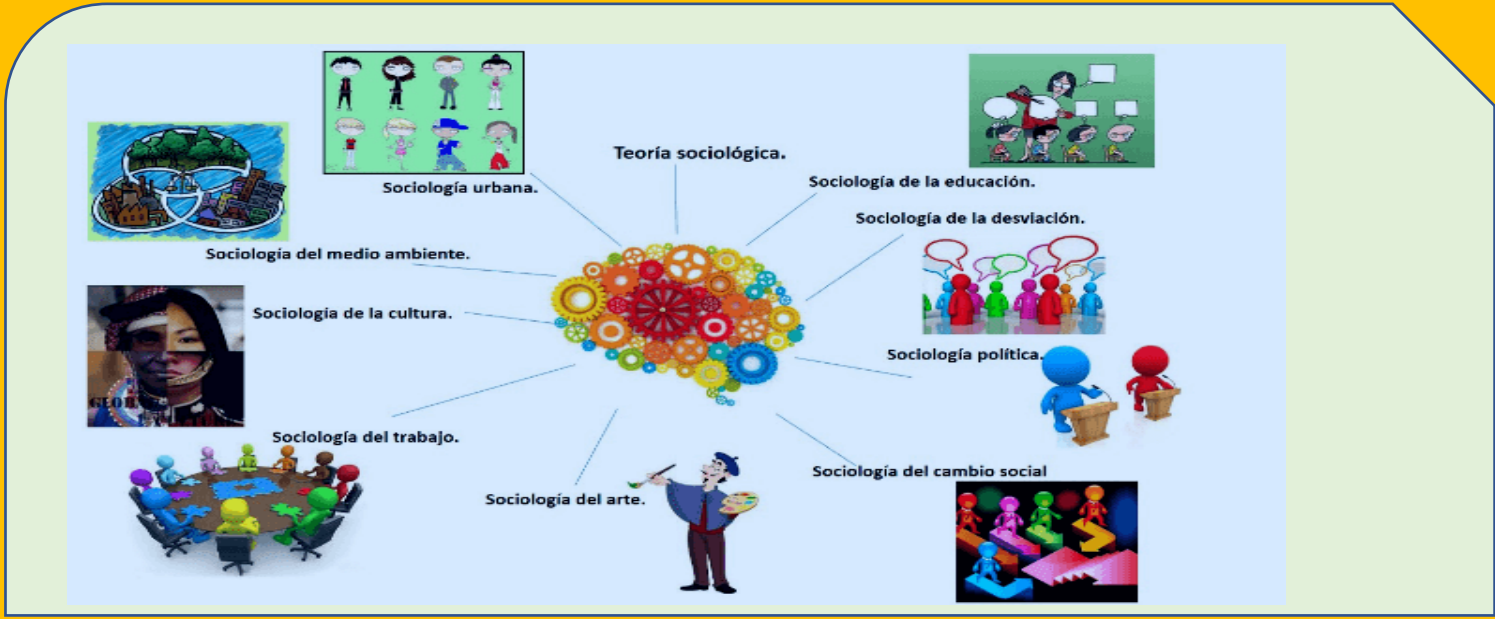 Teoría sociológica.
Sociología urbana.
Sociología de la educación.
Sociología de la desviación.
Sociología del medio ambiente.
Sociología de la cultura.
Sociología política.
Sociología del trabajo.
Sociología del cambio social
Sociología del arte.